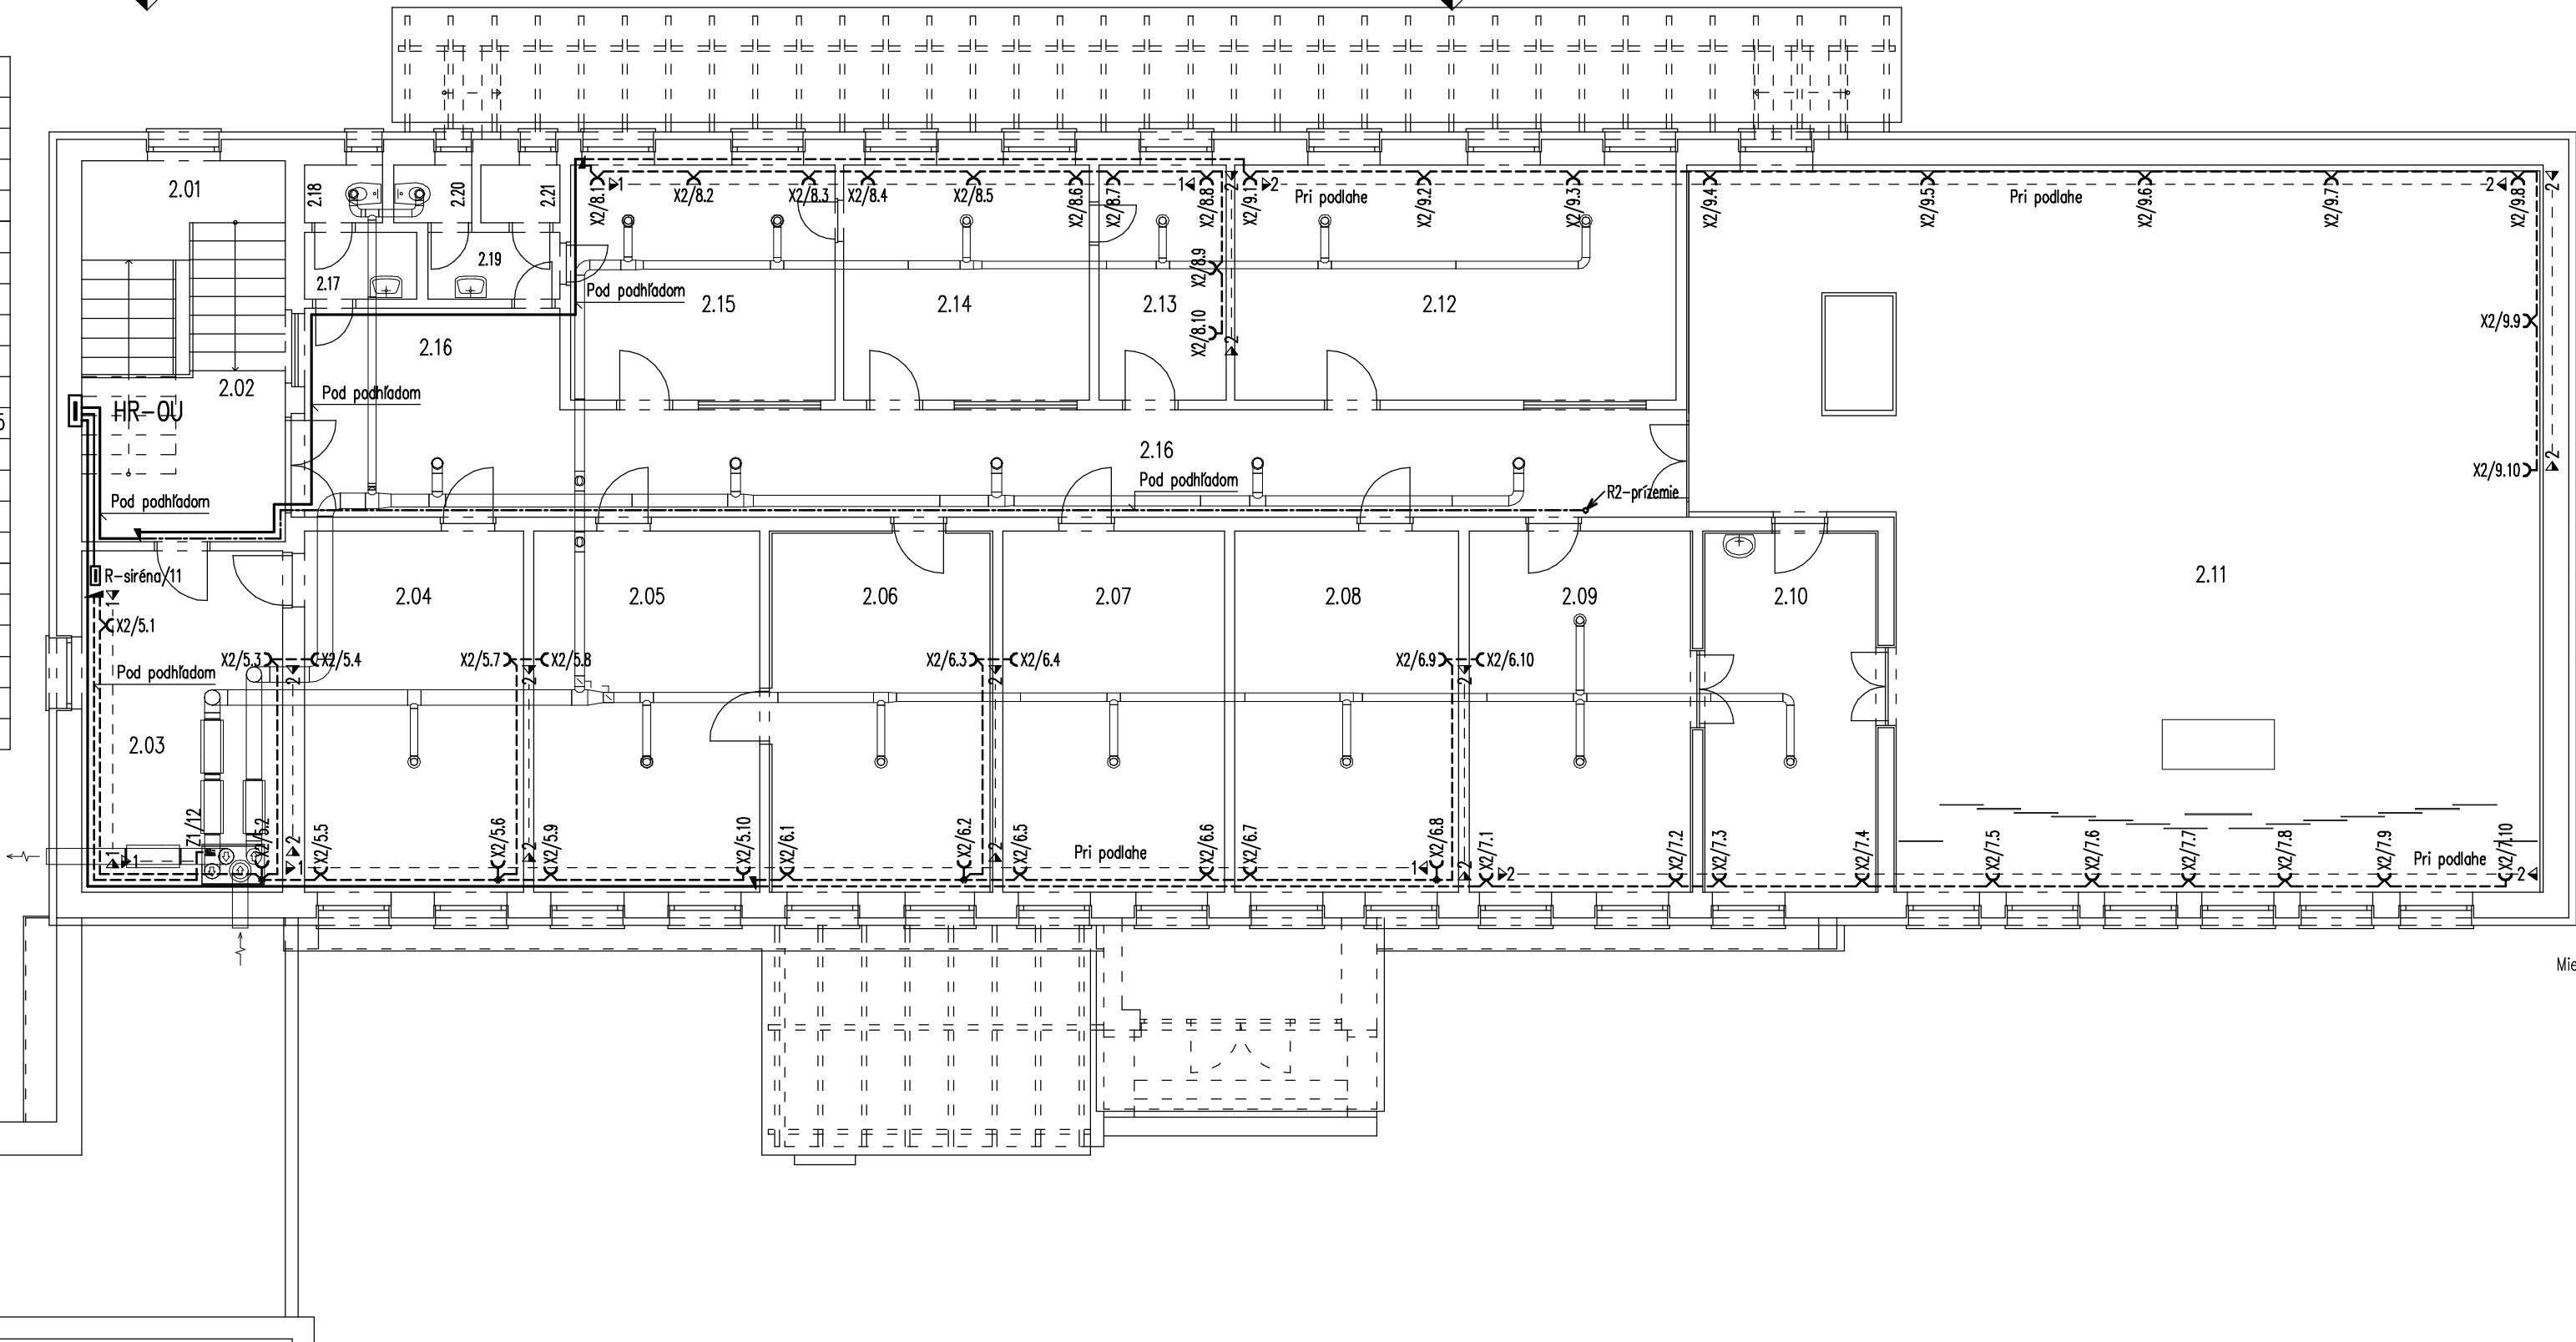 2.01
2.18
2.20
2.21
X2/8.1
1
X2/8.2
X2/8.3
X2/8.4
X2/8.5
X2/8.6
X2/8.7
1
X2/8.8
2
X2/9.1
2
Pri podlahe
X2/9.2
X2/9.3
X2/9.4
X2/9.5
Pri podlahe
X2/9.6
X2/9.7
2
X2/9.8
2
2.17
2.19
Pod podhľadom
2.15
2.14
2.13
X2/8.9
X2/8.10
2
2.12
X2/9.9
2.16
2.02
Pod podhľadom
HR-OU
5
2.16
Pod podhľadom
X2/9.10
2
R2-prízemie
Pod podhľadom
R-siréna/11
1
X2/5.1
2.04
2.05
2.06
2.07
2.08
2.09
2.10
2.11
X2/5.3
X2/5.4
X2/5.7
X2/5.8
X2/6.3
X2/6.4
X2/6.9
X2/6.10
2
2
2
2
Pod podhľadom
2.03
Z1/12
X2/5.2
1
2
1
X2/5.5
X2/5.6
2
X2/5.9
X2/5.10
X2/6.1
X2/6.2
2
X2/6.5
Pri podlahe
X2/6.6
X2/6.7
1
X2/6.8
2
X2/7.1
2
X2/7.2
X2/7.3
X2/7.4
X2/7.5
X2/7.6
X2/7.7
X2/7.8
X2/7.9
Pri podlahe
X2/7.10
2
Mie